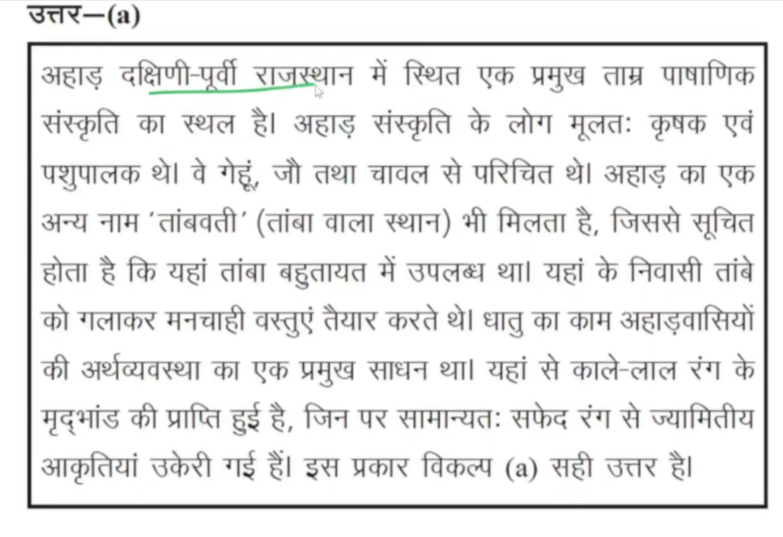 उत्तर—(a)
अहाड़ दक्षिणी-पूर्वी राजस्थान में स्थित एक प्रमुख ताम्र पाषाणिक
संस्कृति का स्थल है। अहाड़ संस्कृति के लोग मूलतः कृषक एवं
पशुपालक थे। वे गेहूं, जौ तथा चावल से परिचित थे। अहाड़ का एक
अन्य नाम 'तांबवती' (तांबा वाला स्थान) भी मिलता है, जिससे सूचित
होता है कि यहां तांबा बहुतायत में उपलब्ध था। यहां के निवासी तांबे
को गलाकर मनचाही वस्तुएं तैयार करते थे। धातु का काम अहाड़वासियों
की अर्थव्यवस्था का एक प्रमुख साधन था। यहां से काले-लाल रंग के
मृद्भांड की प्राप्ति हुई है, जिन पर सामान्यतः सफेद रंग से ज्यामितीय
आकृतियां उकेरी गई हैं। इस प्रकार विकल्प (a) सही उत्तर है।